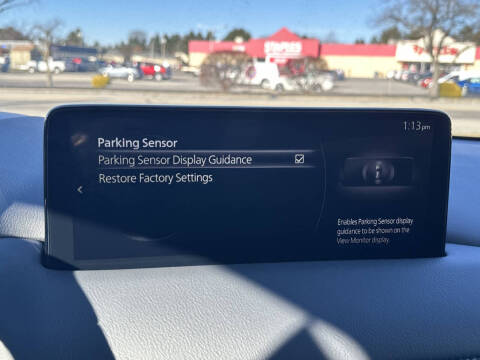 STAPLES
1:13 pm
Parking Sensor
Parking Sensor Display Guidance
Restore Factory Settings
Enables Parking Sensor display
guidance to be shown on the
View Monitor display.